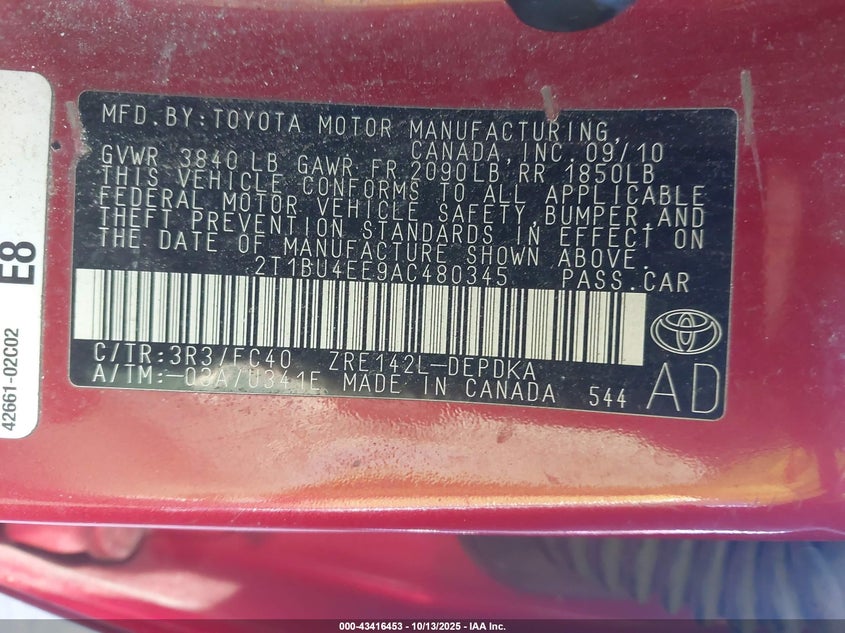 MFD.BY:TOYOTA MOTOR MANUFACTURING,
CANADA, INC. 09/10
GVWR 3840 LB GAWR FR 2090LB RR 1850LB
THIS VEHICLE CONFORMS TO ALL APPLICABLE
FEDERAL MOTOR VEHICLE SAFETY, BUMPER, AND
THEFT PREVENTION STANDARDS IN EFFECT ON
THE DATE OF MANUFACTURE SHOWN ABOVE.
2T1BU4EE9AC480345 PASS.CAR
C/TR:3R3/FC40 ZRE142L-DEPDKA
A/TM:-03A/U341E MADE IN CANADA 544
AD
E8
42661-02C02
000-43416453 - 10/13/2025 - IAA Inc.